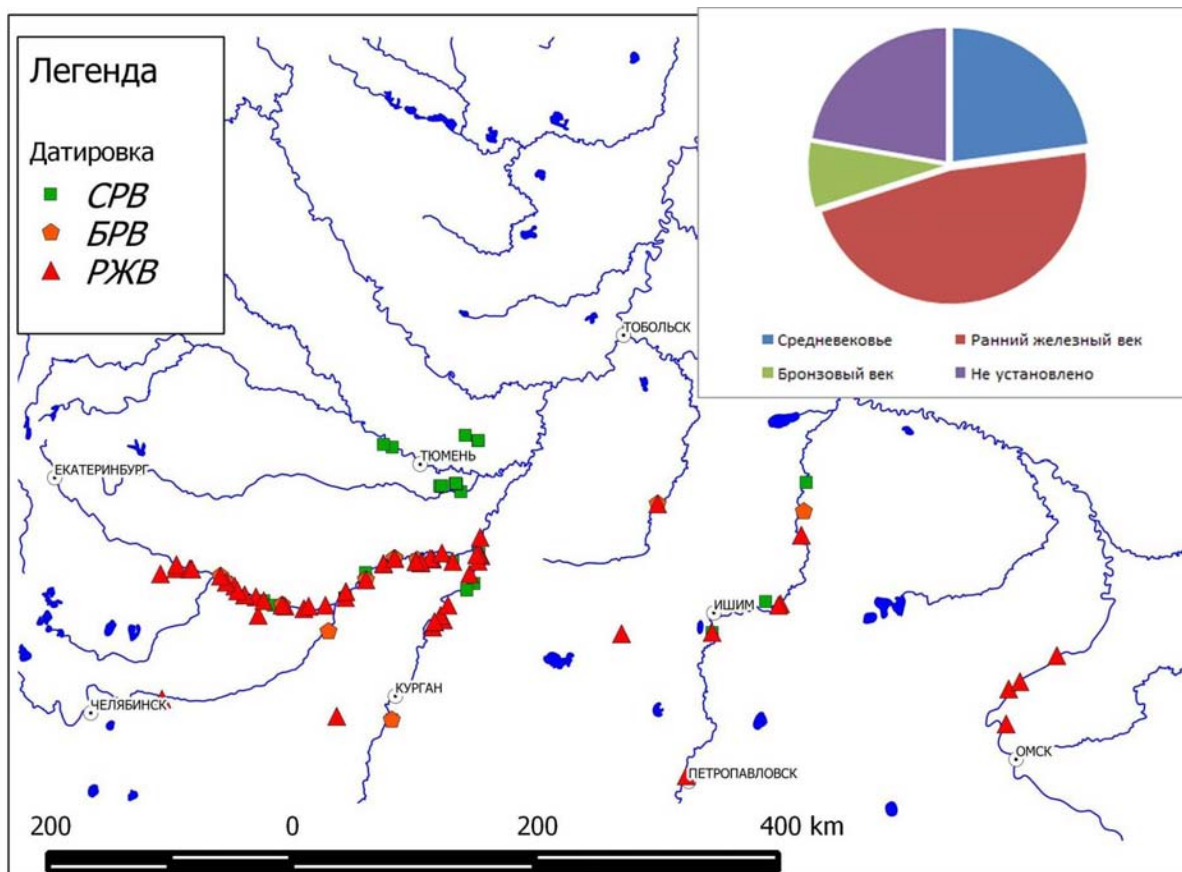 Легенда
Датировка
СРВ
БРВ
РЖВ
Средневековье
Ранний железный век
Бронзовый век
Не установлено
ТОБОЛЬСК
ТЮМЕНЬ
ЕКАТЕРИНБУРГ
ИШИМ
КУРГАН
ЧЕЛЯБИНСК
ПЕТРОПАВЛОВСК
ОМСК
200 0 200 400 km